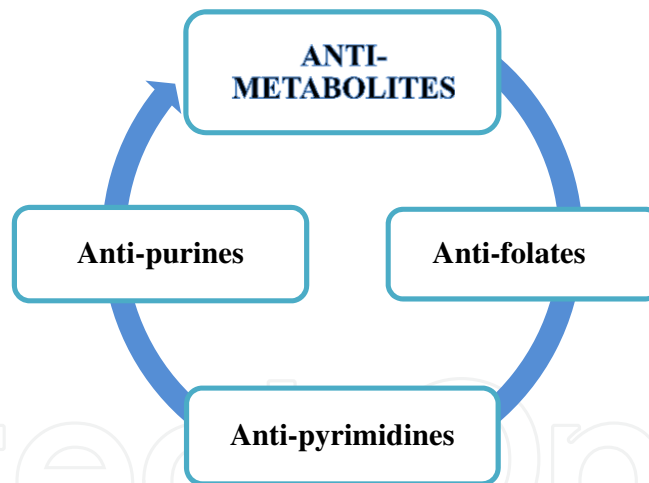 ANTI-
METABOLITES
Anti-purines
Anti-folates
Anti-pyrimidines